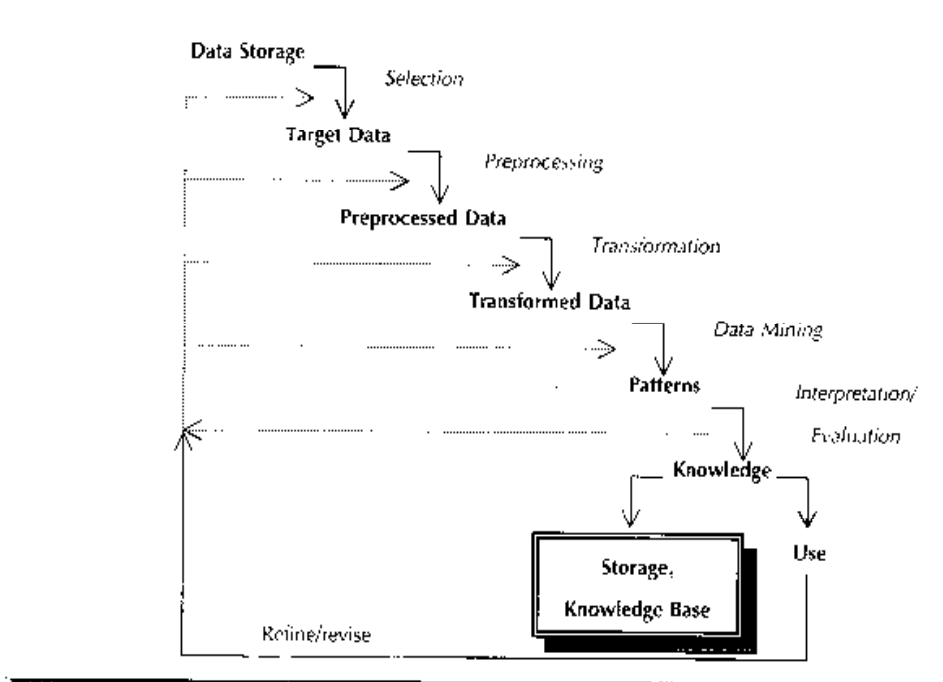 Data Storage
Selection
Target Data
Preprocessing
Preprocessed Data
Transformation
Transformed Data
Data Mining
Patterns
Interpretation/
Evaluation
Knowledge
Use
Storage,
Knowledge Base
Refine/revise